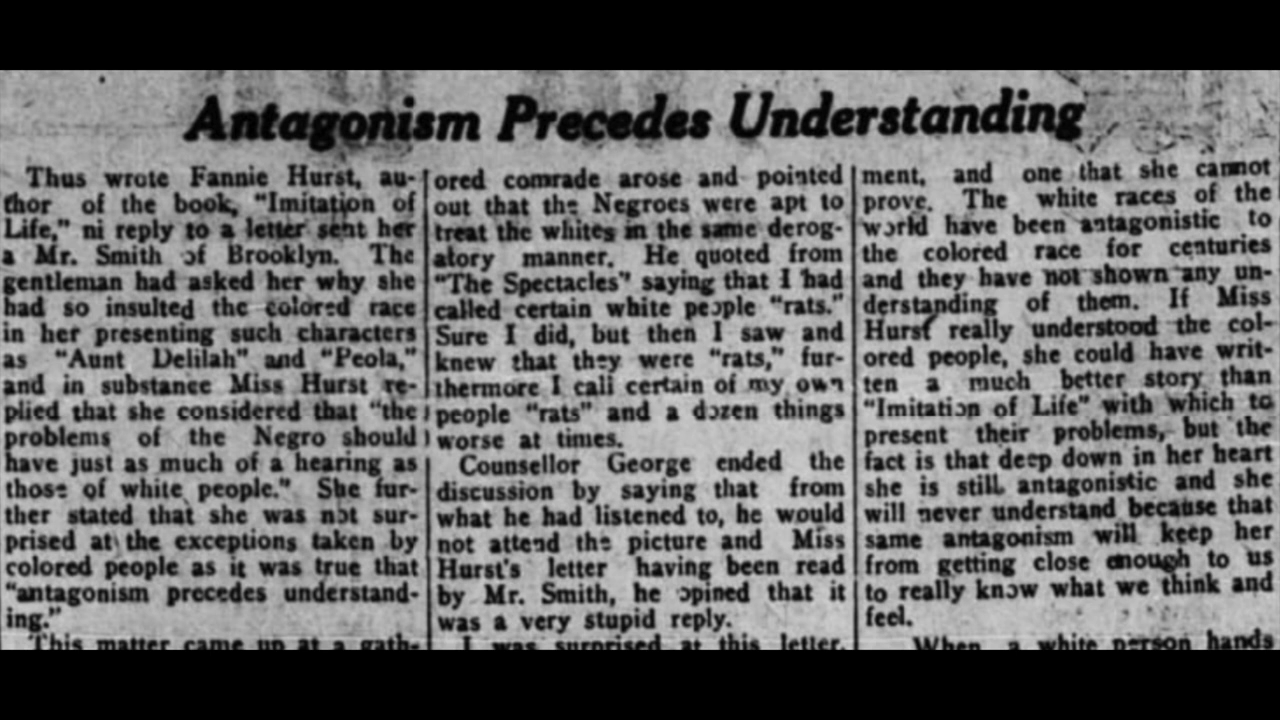 Antagonism Precedes Understanding
Thus wrote Fannie Hurst, au-
thor of the book, "Imitation of
Life," ni reply to a letter sent her
a Mr. Smith of Brooklyn. The
gentleman had asked her why she
had so insulted the colored race
in her presenting such characters
as "Aunt Delilah" and "Peola,"
and in substance Miss Hurst re-
plied that she considered that "the
problems of the Negro should
have just as much of a hearing as
those of white people." She fur-
ther stated that she was not sur-
prised at the exceptions taken by
colored people as it was true that
"antagonism precedes understand-
ing."
This matter came up at a gath-
ored comrade arose and pointed
out that the Negroes were apt to
treat the whites in the same derog-
atory manner. He quoted from
"The Spectacles" saying that I had
called certain white people "rats."
Sure I did, but then I saw and
knew that they were "rats," fur-
thermore I call certain of my own
people "rats" and a dozen things
worse at times.
Counsellor George ended the
discussion by saying that from
what he had listened to, he would
not attend the picture and Miss
Hurst's letter having been read
by Mr. Smith, he opined that it
was a very stupid reply.
I was surprised at this letter,
ment, and one that she cannot
prove. The white races of the
world have been antagonistic to
the colored race for centuries
and they have not shown any un-
derstanding of them. If Miss
Hurst really understood the col-
ored people, she could have writ-
ten a much better story than
"Imitation of Life" with which to
present their problems, but the
fact is that deep down in her heart
she is still antagonistic and she
will never understand because that
same antagonism will keep her
from getting close enough to us
to really know what we think and
feel.
When a white person hands